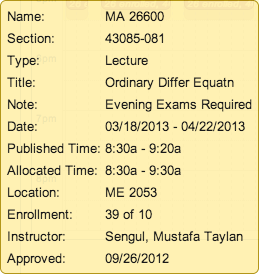 Name: MA 26600
Section: 43085-081
Type: Lecture
Title: Ordinary Differ Equatn
Note: Evening Exams Required
Date: 03/18/2013 - 04/22/2013
Published Time: 8:30a - 9:20a
Allocated Time: 8:30a - 9:30a
Location: ME 2053
Enrollment: 39 of 10
Instructor: Sengul, Mustafa Taylan
Approved: 09/26/2012